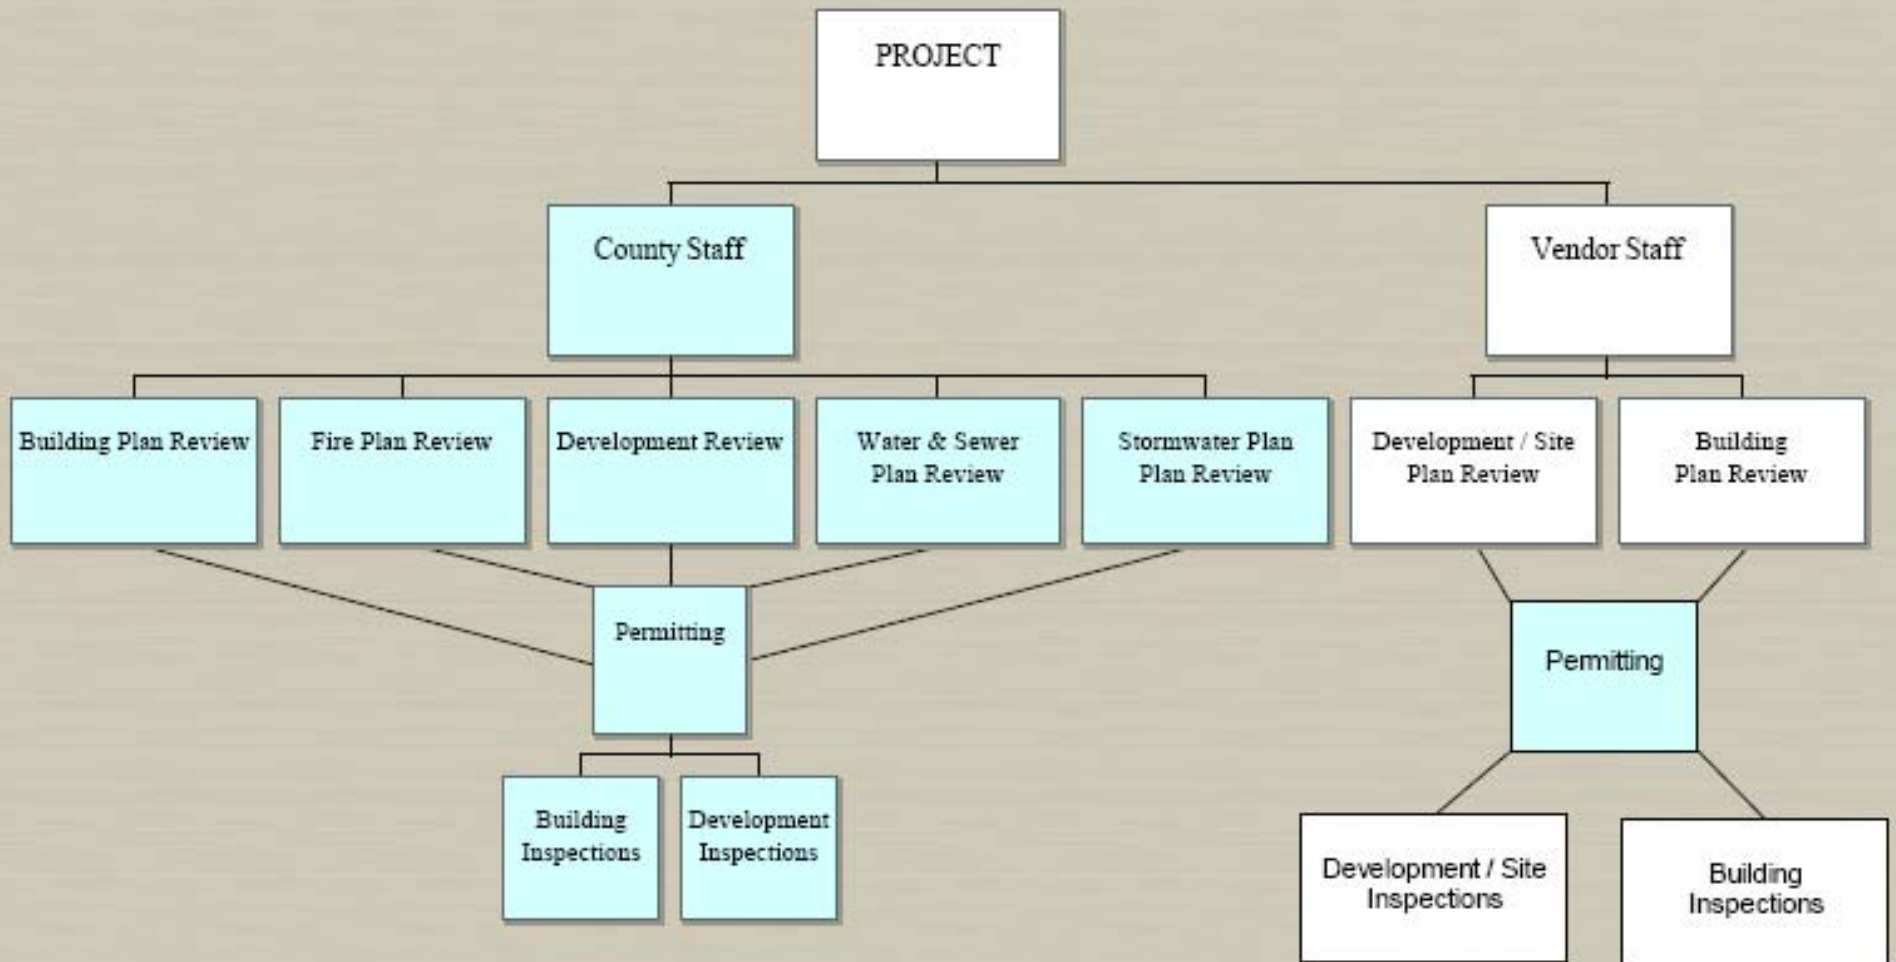 PROJECT
County Staff
Vendor Staff
Building Plan Review
Fire Plan Review
Development Review
Water & Sewer
Plan Review
Stormwater Plan
Plan Review
Development / Site
Plan Review
Building
Plan Review
Permitting
Permitting
Building
Inspections
Development
Inspections
Development / Site
Inspections
Building
Inspections